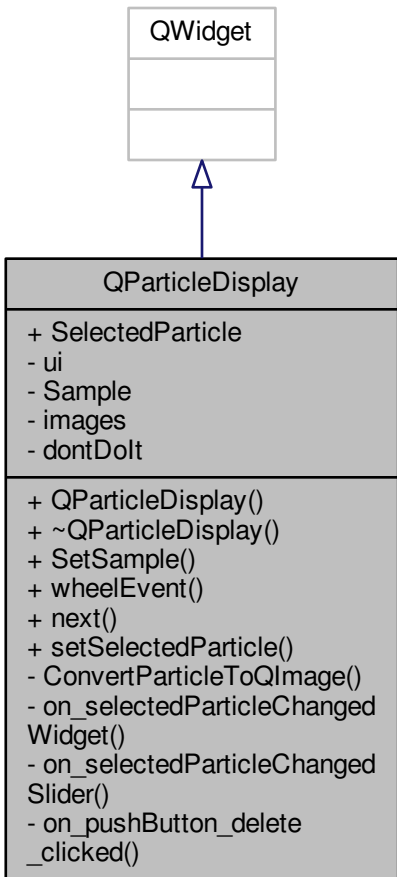 QWidget
QParticleDisplay
+ SelectedParticle
- ui
- Sample
- images
- dontDoIt
+ QParticleDisplay()
+ ~QParticleDisplay()
+ SetSample()
+ wheelEvent()
+ next()
+ setSelectedParticle()
- ConvertParticleToQImage()
- on_selectedParticleChanged
Widget()
- on_selectedParticleChanged
Slider()
- on_pushButton_delete
_clicked()